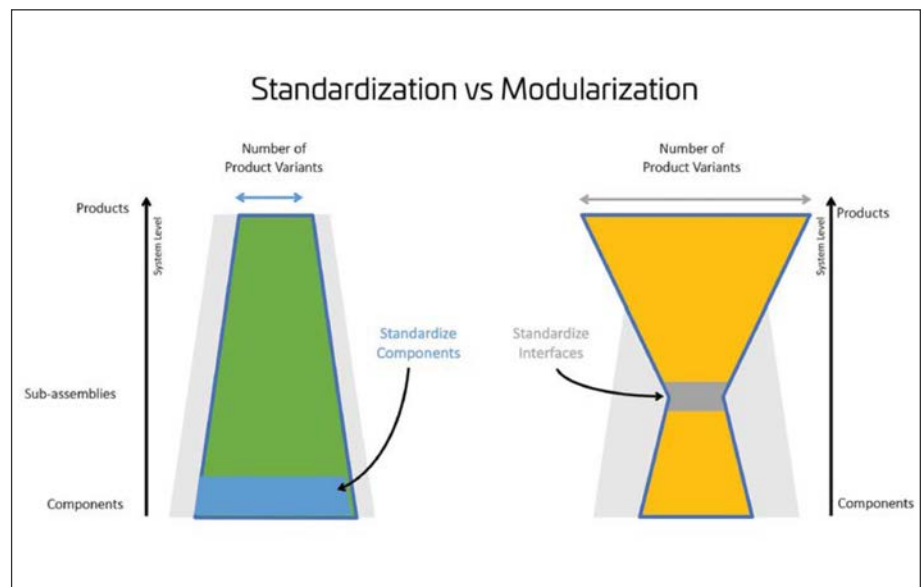 Standardization vs Modularization
Number of
Product Variants
Products
System Level
Standardize
Components
Sub-assemblies
Components
Number of
Product Variants
Products
System Level
Standardize
Interfaces
Components